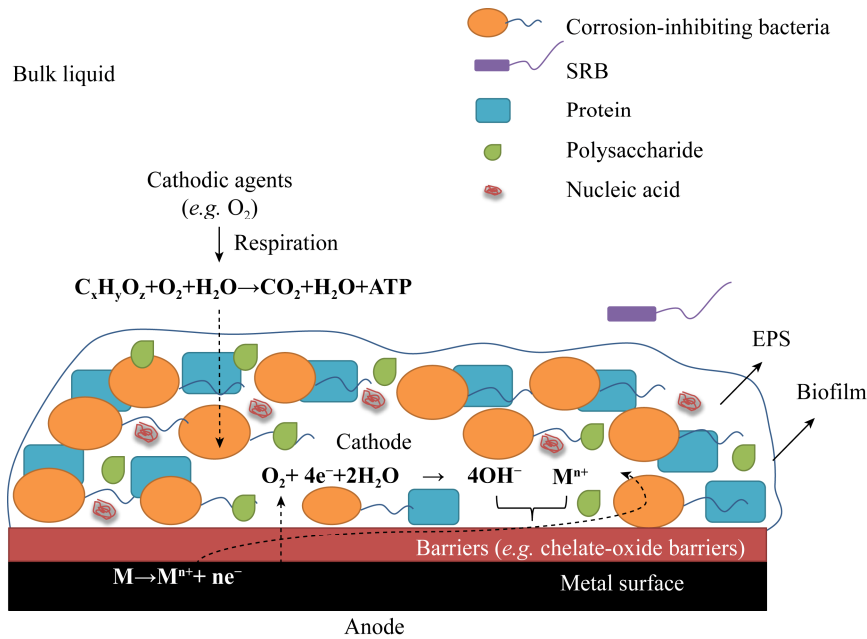 Corrosion-inhibiting bacteria
Bulk liquid
SRB
Protein
Polysaccharide
Nucleic acid
Cathodic agents
(e.g. O₂)
Respiration
CₓHᵧO_z+O₂+H₂O→CO₂+H₂O+ATP
EPS
Biofilm
Cathode
O₂+ 4e⁻+2H₂O → 4OH⁻ Mⁿ⁺
Barriers (e.g. chelate-oxide barriers)
M→Mⁿ⁺+ ne⁻
Metal surface
Anode